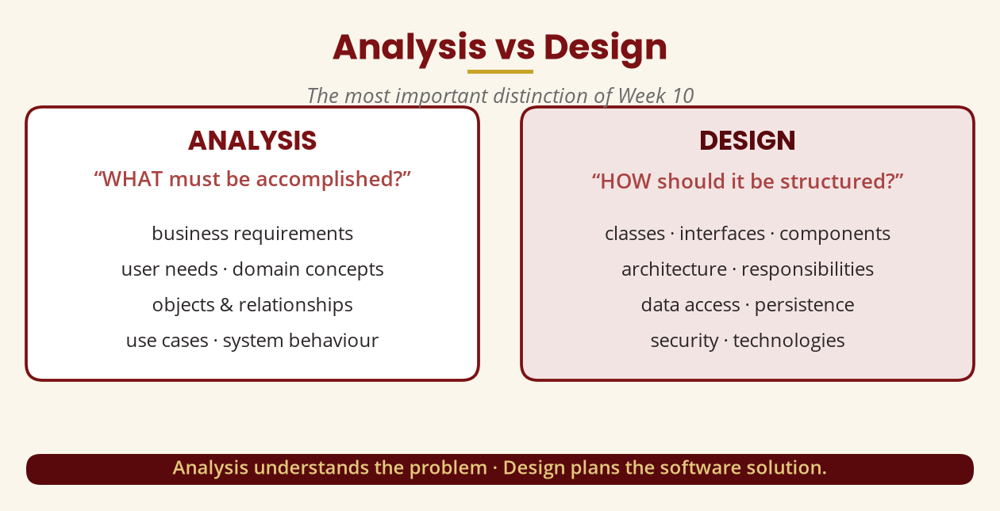 Analysis vs Design
The most important distinction of Week 10
ANALYSIS
“WHAT must be accomplished?”
business requirements
user needs · domain concepts
objects & relationships
use cases · system behaviour
DESIGN
“HOW should it be structured?”
classes · interfaces · components
architecture · responsibilities
data access · persistence
security · technologies
Analysis understands the problem · Design plans the software solution.